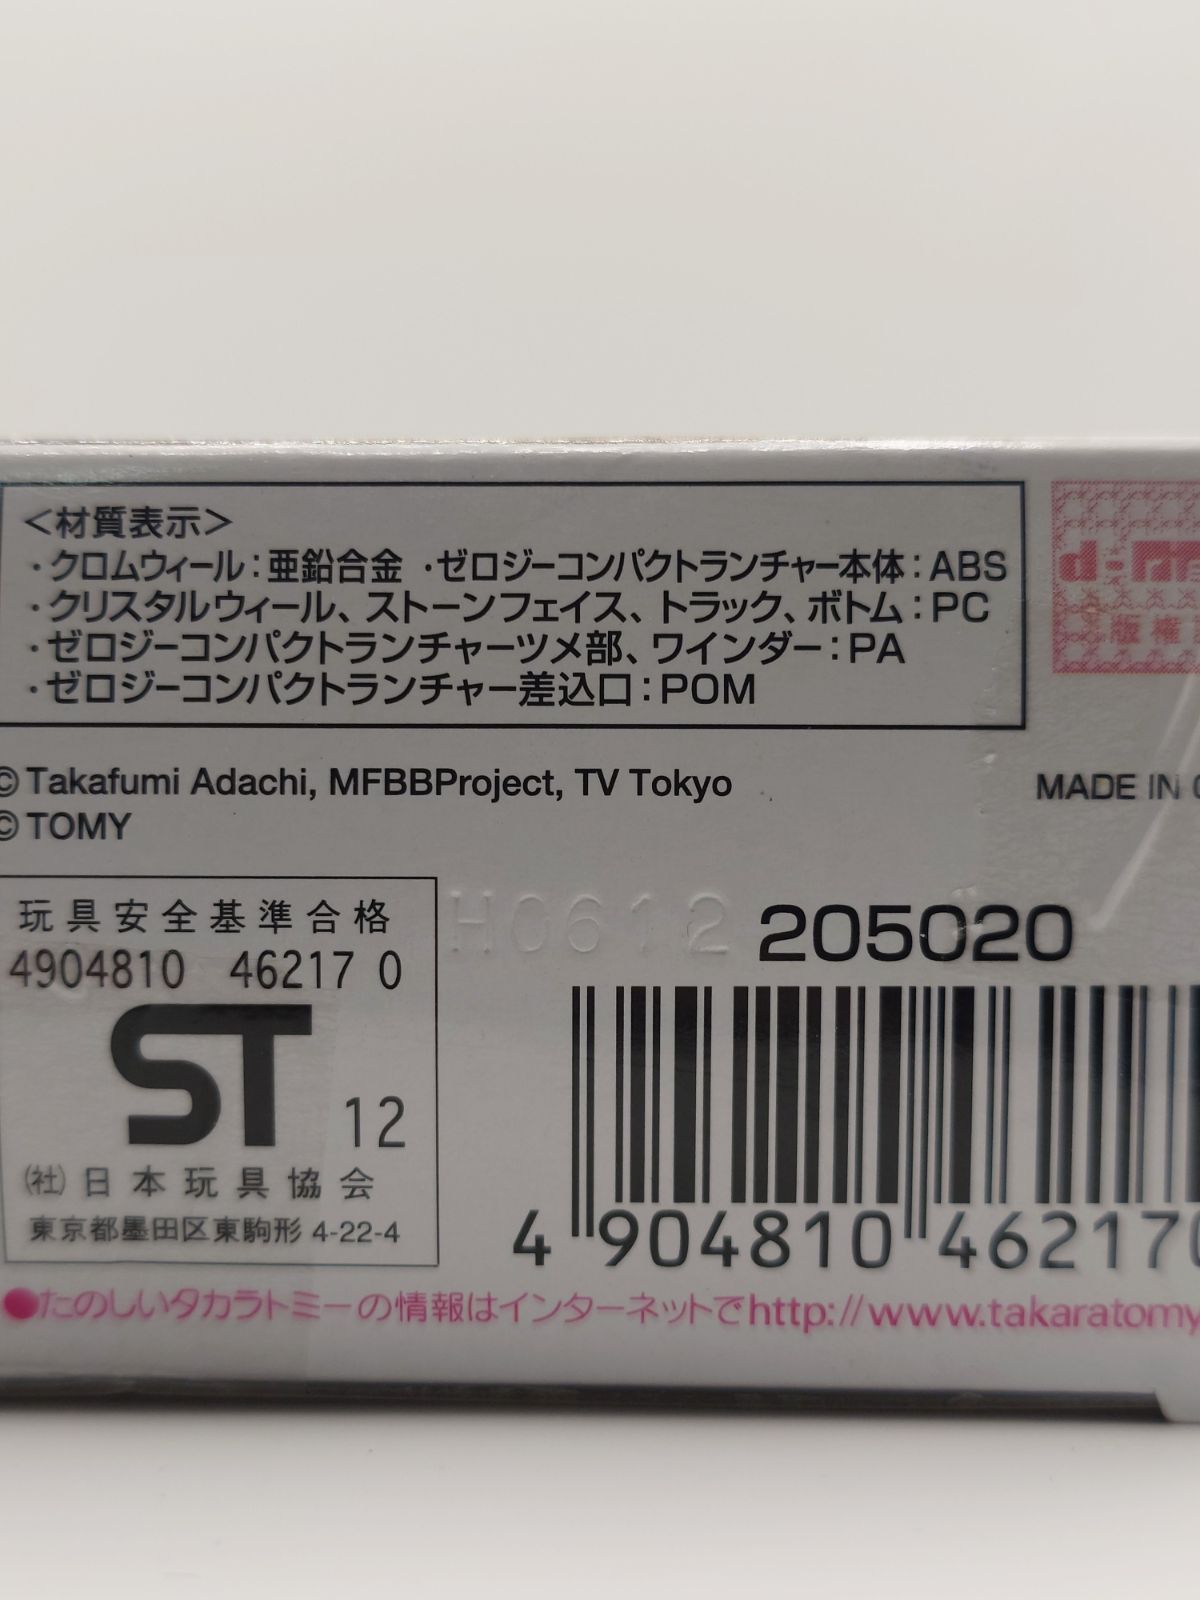 <材質表示>
・クロムウィール：亜鉛合金 ・ゼロジーコンパクトランチャー本体：ABS
・クリスタルウィール、ストーンフェイス、トラック、ボトム：PC
・ゼロジーコンパクトランチャーツメ部、ワインダー：PA
・ゼロジーコンパクトランチャー差込口：POM
© Takafumi Adachi, MFBBProject, TV Tokyo
© TOMY
MADE IN
玩具安全基準合格
4904810 46217 0
ST 12
(社)日本玩具協会
東京都墨田区東駒形 4-22-4
H0612
205020
4 904810 462170
●たのしいタカラトミーの情報はインターネットでhttp://www.takaratomy